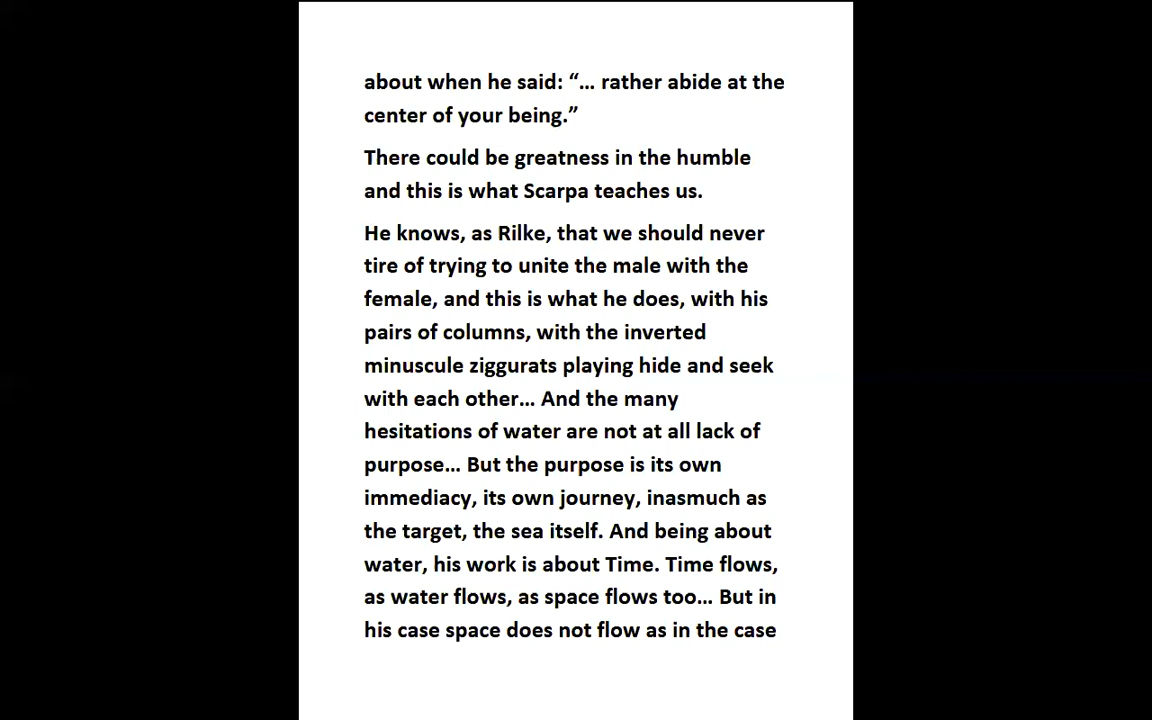 about when he said: “… rather abide at the
center of your being.”
There could be greatness in the humble
and this is what Scarpa teaches us.
He knows, as Rilke, that we should never
tire of trying to unite the male with the
female, and this is what he does, with his
pairs of columns, with the inverted
minuscule ziggurats playing hide and seek
with each other… And the many
hesitations of water are not at all lack of
purpose… But the purpose is its own
immediacy, its own journey, inasmuch as
the target, the sea itself. And being about
water, his work is about Time. Time flows,
as water flows, as space flows too… But in
his case space does not flow as in the case